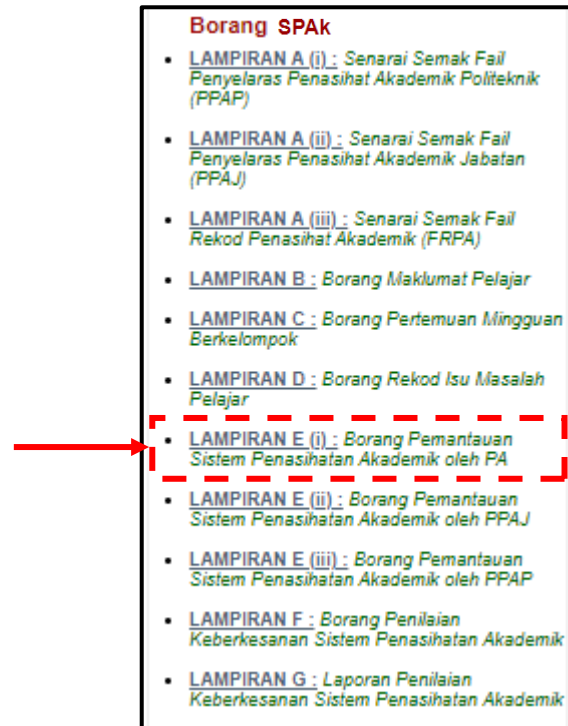 Borang SPAk
LAMPIRAN A (i) : Senarai Semak Fail
Penyelaras Penasihat Akademik Politeknik
(PPAP)
LAMPIRAN A (ii) : Senarai Semak Fail
Penyelaras Penasihat Akademik Jabatan
(PPAJ)
LAMPIRAN A (iii) : Senarai Semak Fail
Rekod Penasihat Akademik (FRPA)
LAMPIRAN B : Borang Maklumat Pelajar
LAMPIRAN C : Borang Pertemuan Mingguan
Berkelompok
LAMPIRAN D : Borang Rekod Isu Masalah
Pelajar
LAMPIRAN E (i) : Borang Pemantauan
Sistem Penasihatan Akademik oleh PA
LAMPIRAN E (ii) : Borang Pemantauan
Sistem Penasihatan Akademik oleh PPAJ
LAMPIRAN E (iii) : Borang Pemantauan
Sistem Penasihatan Akademik oleh PPAP
LAMPIRAN F : Borang Penilaian
Keberkesanan Sistem Penasihatan Akademik
LAMPIRAN G : Laporan Penilaian
Keberkesanan Sistem Penasihatan Akademik